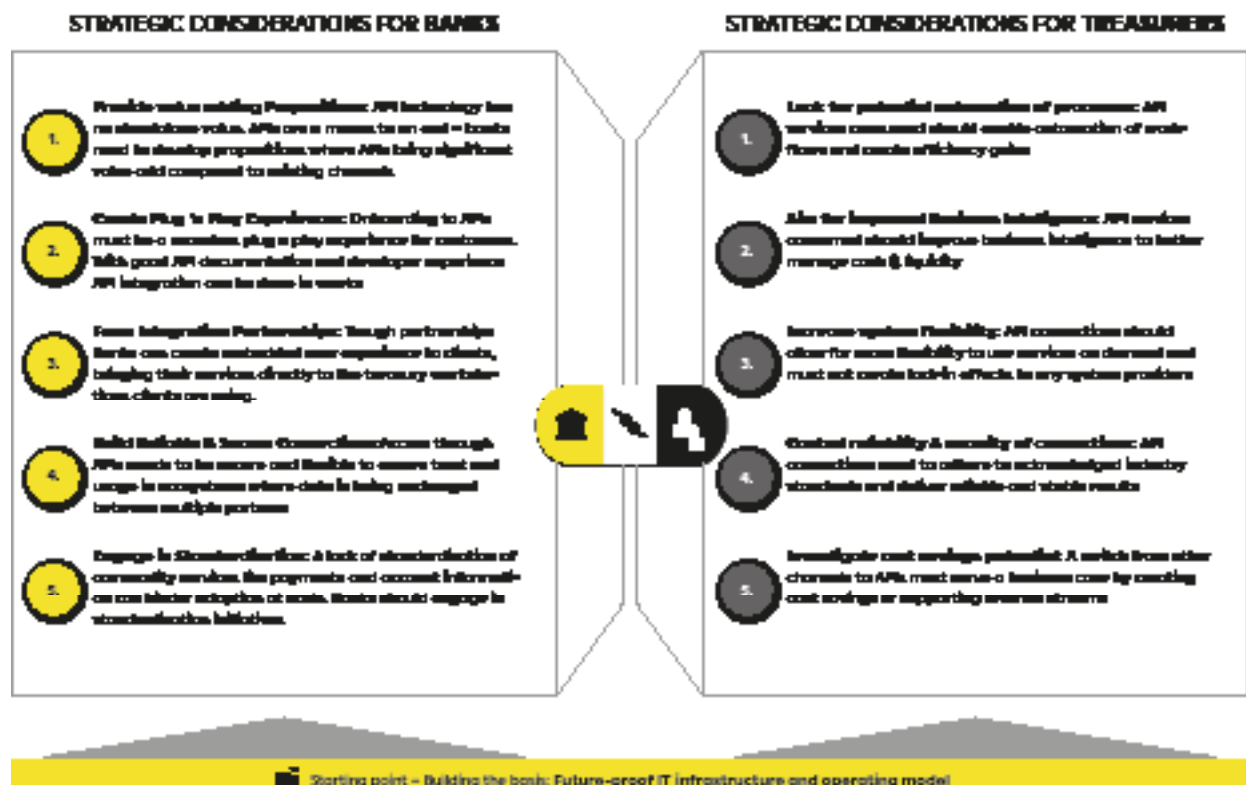 STRATEGIC CONSIDERATIONS FOR BANKS
1.
Provide value adding Propositions: API technology has
no standalone value. APIs are a means to an end – banks
need to develop propositions where APIs bring significant
value-add compared to existing channels.
2.
Create Plug 'n Play Experiences: Onboarding to APIs
must be a seamless, plug n play experience for customers.
With good API documentation and developer experience
API integration can be done in weeks
3.
Form Integration Partnerships: Through partnerships
Banks can create embedded user experience to clients,
bringing their services directly to the treasury
clients are using.
4.
Build Reliable & Secure Connections: Access through
APIs needs to be secure and flexible to ensure trust and
usage in ecosystems where data is being exchanged
between multiple partners
5.
Engage in Standardisation: A lack of standardisation of
commodity services like payments and account informati-
on can hinder adoption at scale. Banks should engage in
standardisation initiatives.
STRATEGIC CONSIDERATIONS FOR TREASURERS
1.
Look for potential automation of processes: API
services consumed should enable automation of work-
flows and create efficiency gains
2.
Aim for improved Business Intelligence: API services
consumed should improve business intelligence to better
manage cash & liquidity
3.
Increase system flexibility: API connections should
allow for more flexibility to use services on demand and
must not create lock-in effects to any system providers
4.
Control reliability & security of connections: API
connections need to adhere to acknowledged industry
standards and deliver reliable and stable results
5.
Investigate cost savings potential: A switch from other
channels to APIs must serve a business case by creating
cost savings or supporting revenue streams
Starting point – Building the basis: Future-proof IT infrastructure and operating model